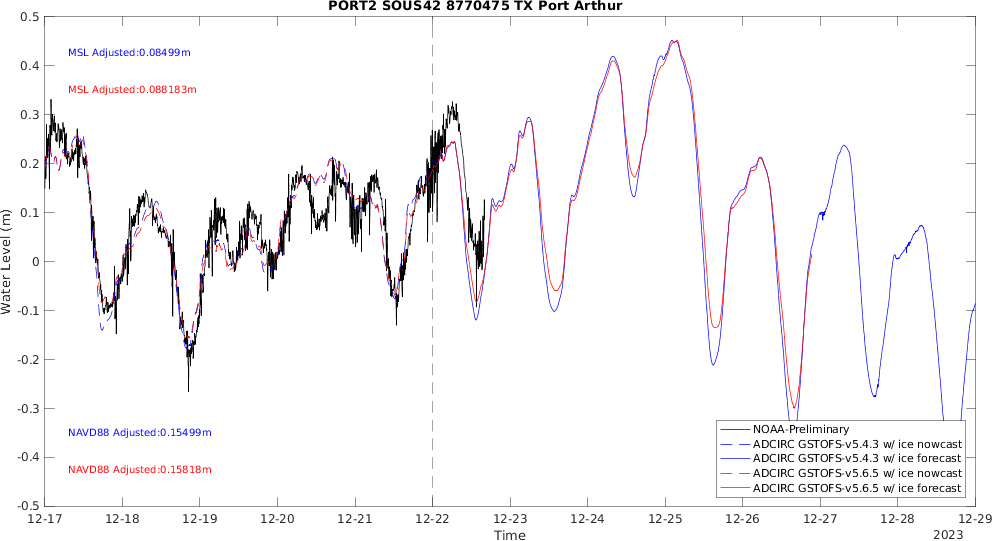 PORT2 SOUS42 8770475 TX Port Arthur
0.5
0.4
0.3
0.2
0.1
0
-0.1
-0.2
-0.3
-0.4
-0.5
Water Level (m)
MSL Adjusted:0.08499m
MSL Adjusted:0.088183m
NAVD88 Adjusted:0.15499m
NAVD88 Adjusted:0.15818m
NOAA-Preliminary
ADCIRC GSTOFS-v5.4.3 w/ ice nowcast
ADCIRC GSTOFS-v5.4.3 w/ ice forecast
ADCIRC GSTOFS-v5.6.5 w/ ice nowcast
ADCIRC GSTOFS-v5.6.5 w/ ice forecast
12-17 12-18 12-19 12-20 12-21 12-22 12-23 12-24 12-25 12-26 12-27 12-28 12-29
Time
2023